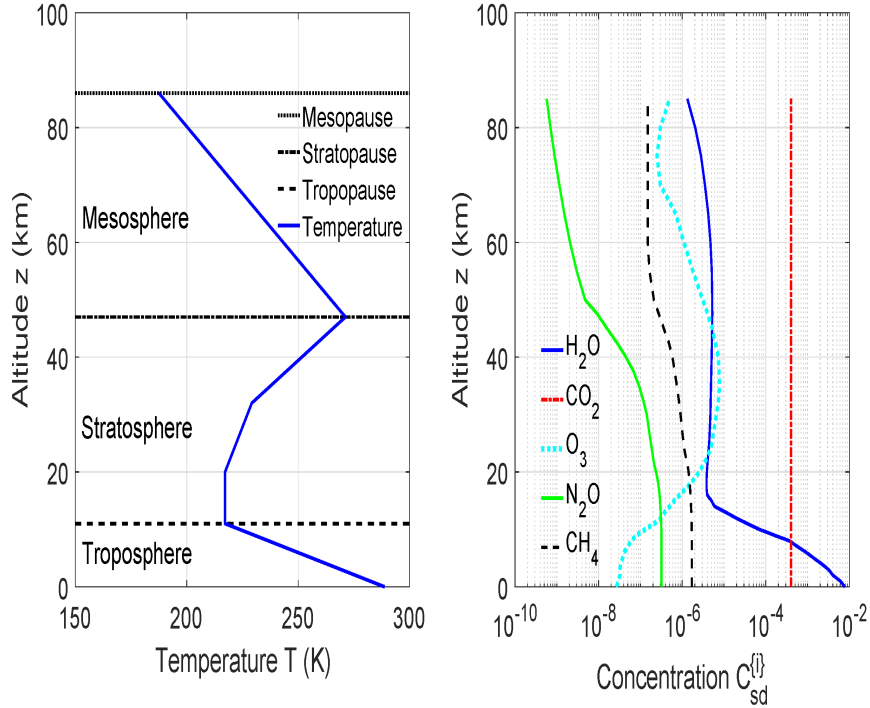 100
80
60
40
20
0
Altitude z (km)
Mesopause
Stratopause
Tropopause
Temperature
Mesosphere
Stratosphere
Troposphere
150 200 250 300
Temperature T (K)
100
80
60
40
20
0
Altitude z (km)
H₂O
CO₂
O₃
N₂O
CH₄
10⁻¹⁰ 10⁻⁸ 10⁻⁶ 10⁻⁴ 10⁻²
Concentration C_sd^{i}